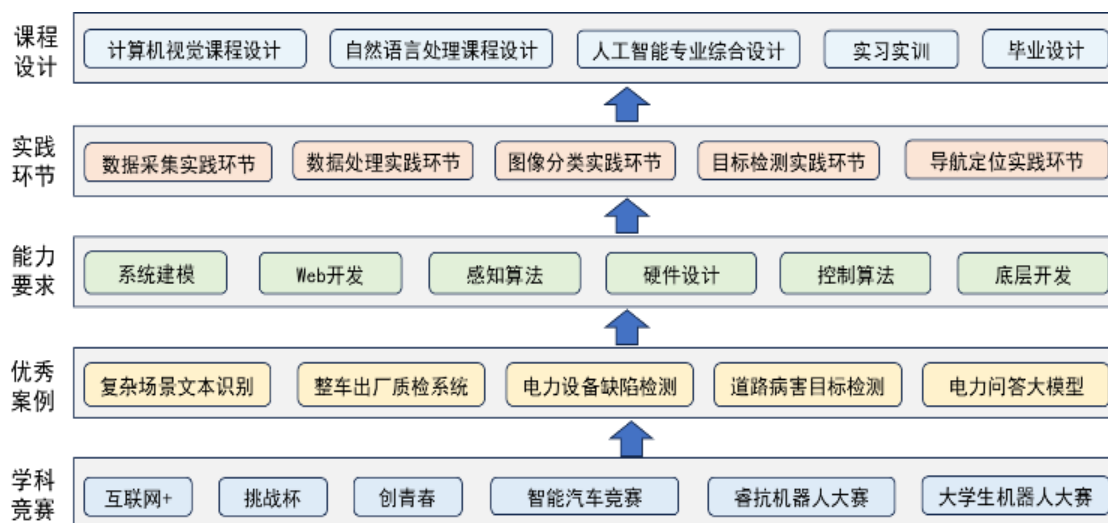 课程
设计
计算机视觉课程设计 自然语言处理课程设计 人工智能专业综合设计 实习实训 毕业设计
实践
环节
数据采集实践环节 数据处理实践环节 图像分类实践环节 目标检测实践环节 导航定位实践环节
能力
要求
系统建模 Web开发 感知算法 硬件设计 控制算法 底层开发
优秀
案例
复杂场景文本识别 整车出厂质检系统 电力设备缺陷检测 道路病害目标检测 电力问答大模型
学科
竞赛
互联网+ 挑战杯 创青春 智能汽车竞赛 睿抗机器人大赛 大学生机器人大赛